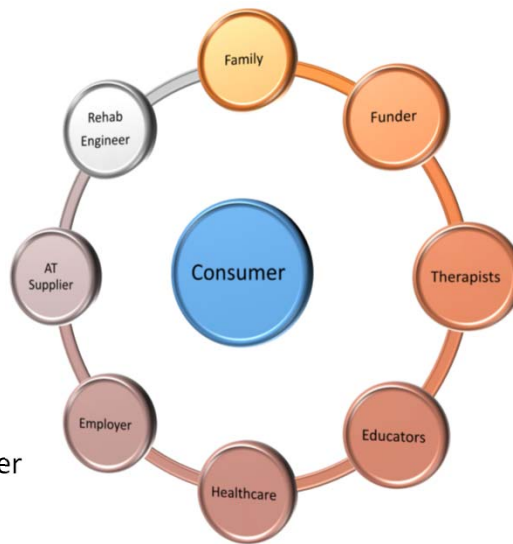 Family
Funder
Therapists
Educators
Healthcare
Employer
AT
Supplier
Rehab
Engineer
Consumer
er